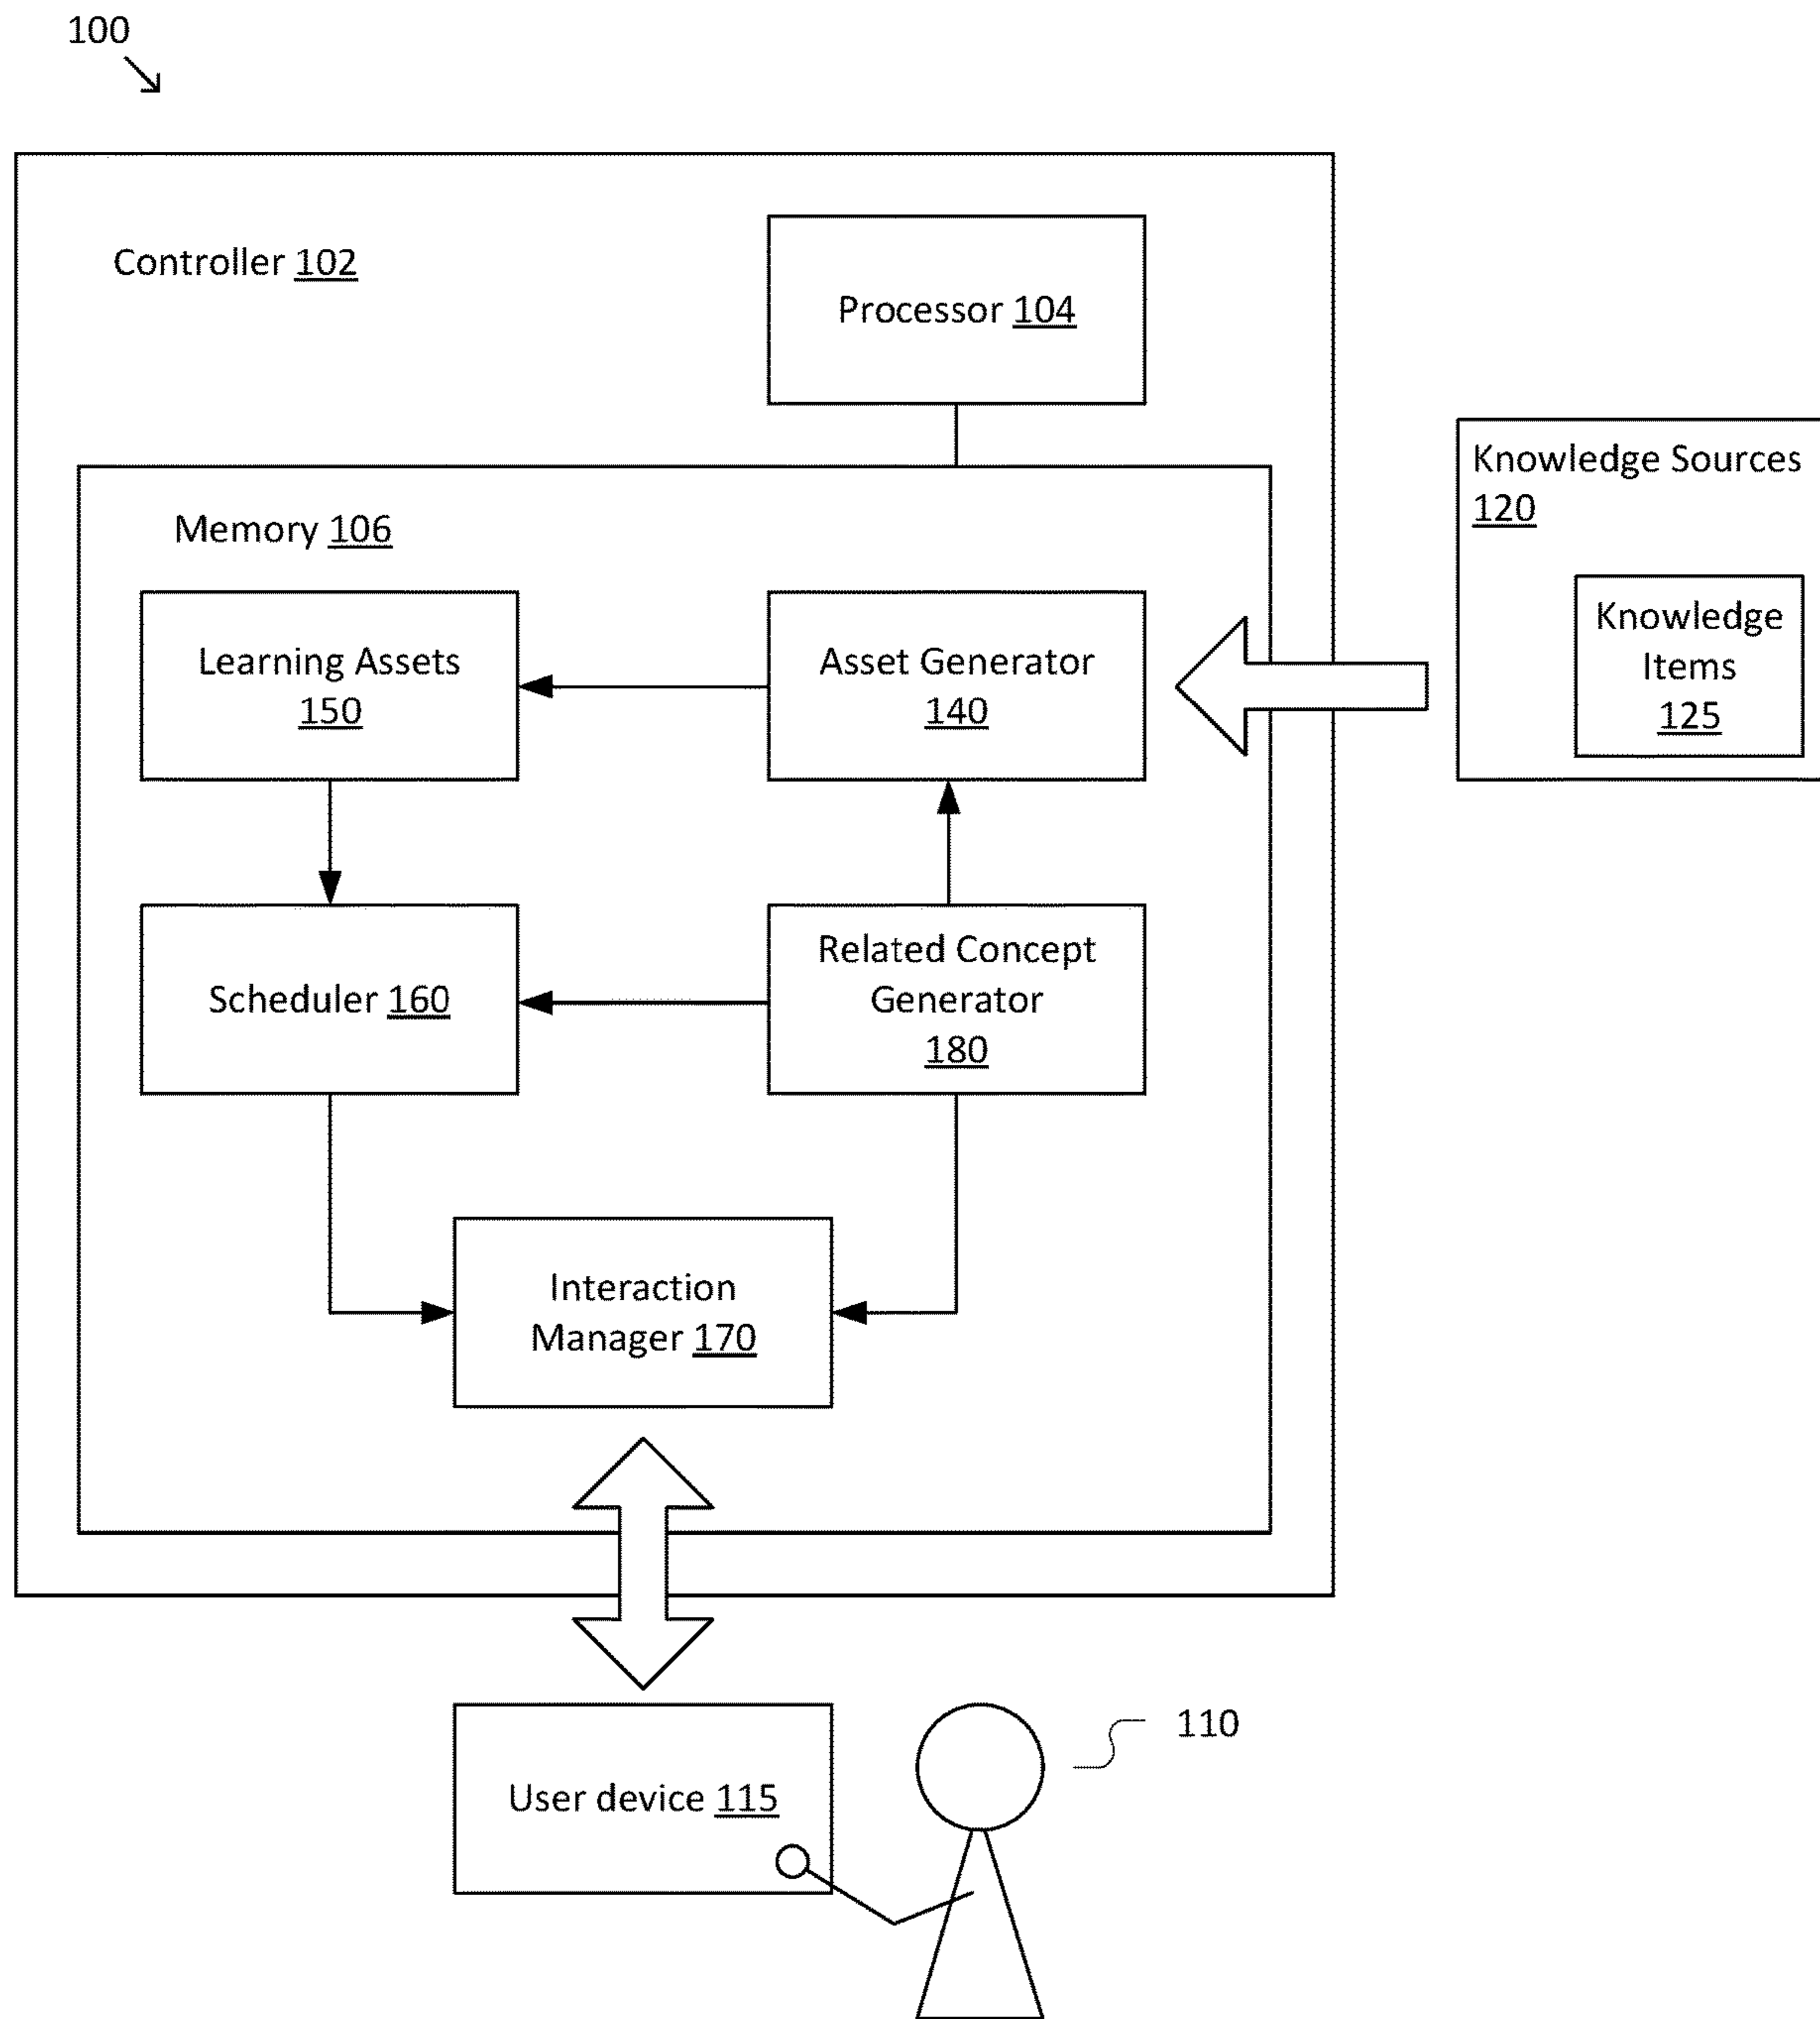 100
Controller 102
Processor 104
Knowledge Sources
120
Memory 106
Knowledge
Items
125
Learning Assets
150
Asset Generator
140
Scheduler 160
Related Concept
Generator
180
Interaction
Manager 170
110
User device 115